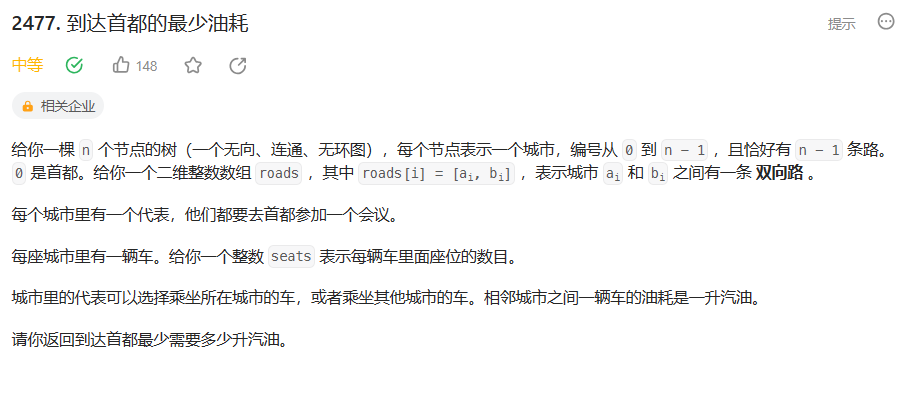 2477. 到达首都的最少油耗
提示
中等
148
相关企业
给你一棵 n 个节点的树（一个无向、连通、无环图），每个节点表示一个城市，编号从 0 到 n - 1 ，且恰好有 n - 1 条路。
0 是首都。给你一个二维整数数组 roads ，其中 roads[i] = [ai, bi] ，表示城市 ai 和 bi 之间有一条 双向路 。
每个城市里有一个代表，他们都要去首都参加一个会议。
每座城市里有一辆车。给你一个整数 seats 表示每辆车里面座位的数目。
城市里的代表可以选择乘坐所在城市的车，或者乘坐其他城市的车。相邻城市之间一辆车的油耗是一升汽油。
请你返回到达首都最少需要多少升汽油。